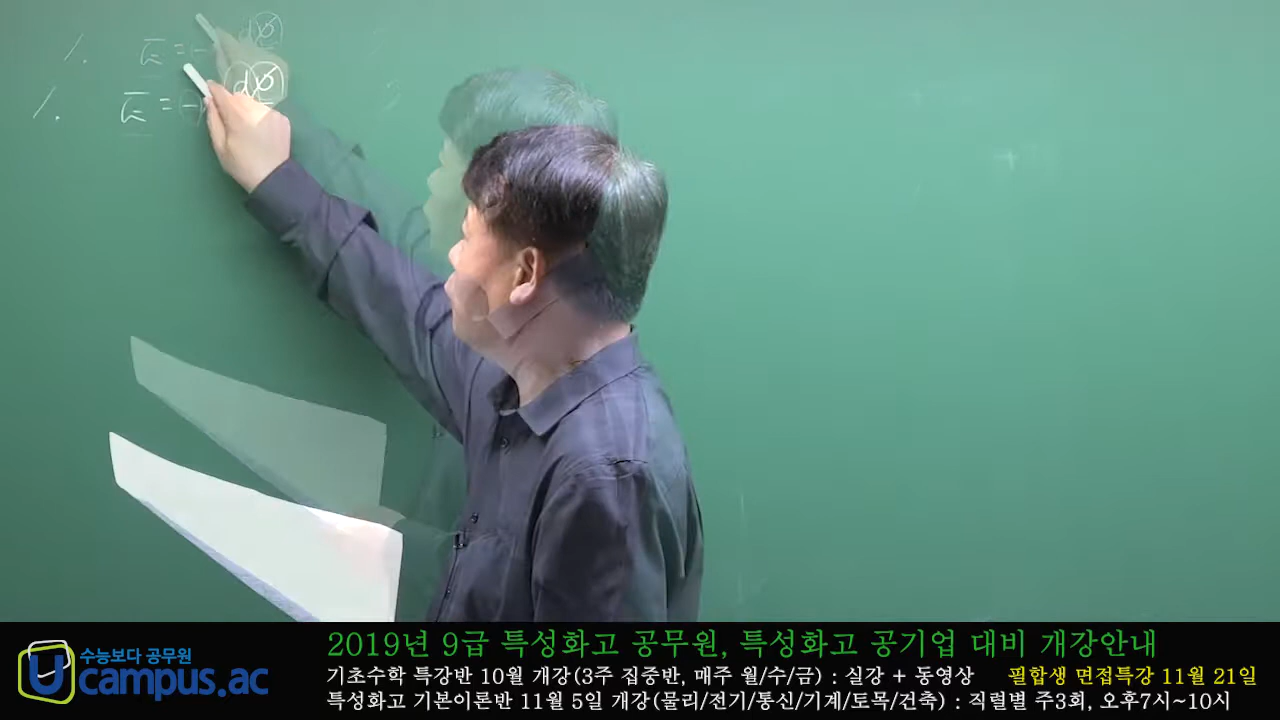 1.
수능보다 공무원
Ucampus.ac
2019년 9급 특성화고 공무원, 특성화고 공기업 대비 개강안내
기초수학 특강반 10월 개강(3주 집중반, 매주 월/수/금) : 실강 + 동영상 필합생 면접특강 11월 21일
특성화고 기본이론반 11월 5일 개강(물리/전기/통신/기계/토목/건축) : 직렬별 주3회, 오후7시~10시